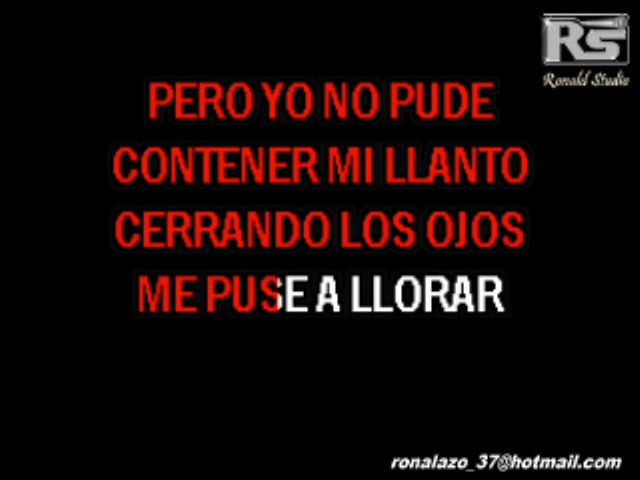 RS
Ronald Studio
PERO YO NO PUDE
CONTENER MI LLANTO
CERRANDO LOS OJOS
ME PUSE A LLORAR
ronalazo_37@hotmail.com